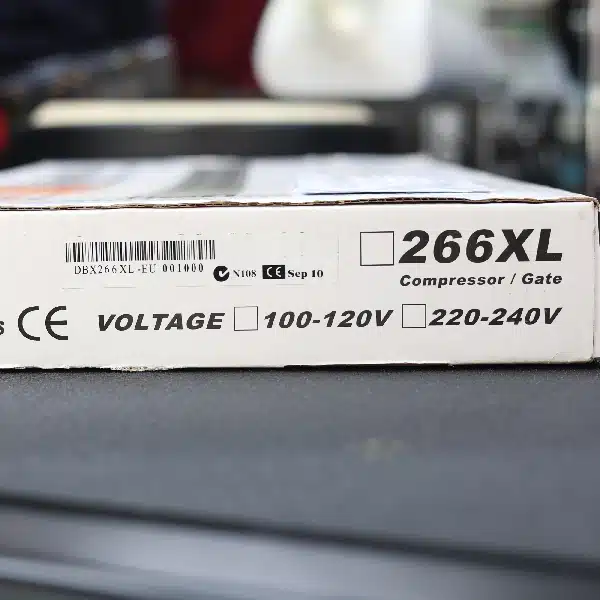 DBX266XL-EU 001000
N108 CE Sep 10
266XL
Compressor / Gate
CE VOLTAGE 100-120V 220-240V